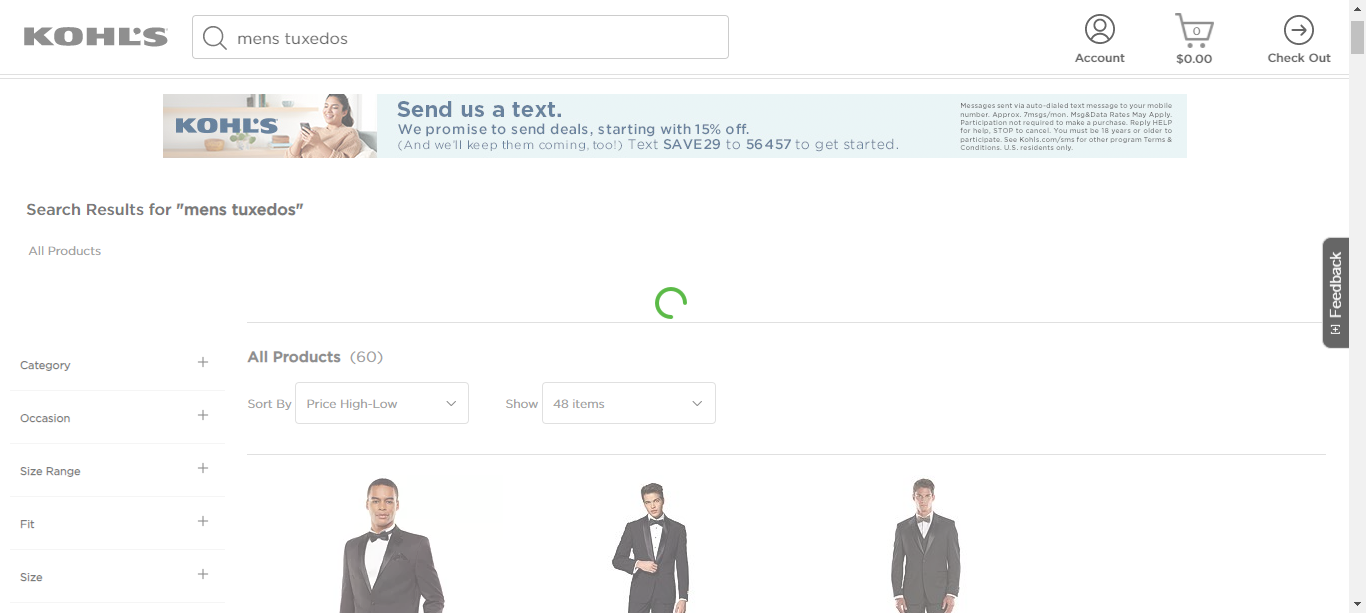 KOHL'S
mens tuxedos
0
Account
$0.00
Check Out
KOHL'S
Send us a text.
We promise to send deals, starting with 15% off.
(And we'll keep them coming, too!) Text SAVE29 to 56457 to get started.
Messages sent via auto-dialed text message to your mobile
number. Approx. 7msgs/mon. Msg&Data Rates May Apply.
Participation not required to make a purchase. Reply HELP
for help, STOP to cancel. You must be 18 years or older to
participate. See Kohls.com/sms for other program Terms &
Conditions. U.S. residents only.
Search Results for "mens tuxedos"
All Products
[+] Feedback
Category +
All Products (60)
Sort By Price High-Low Show 48 items
Occasion +
Size Range +
Fit +
Size +